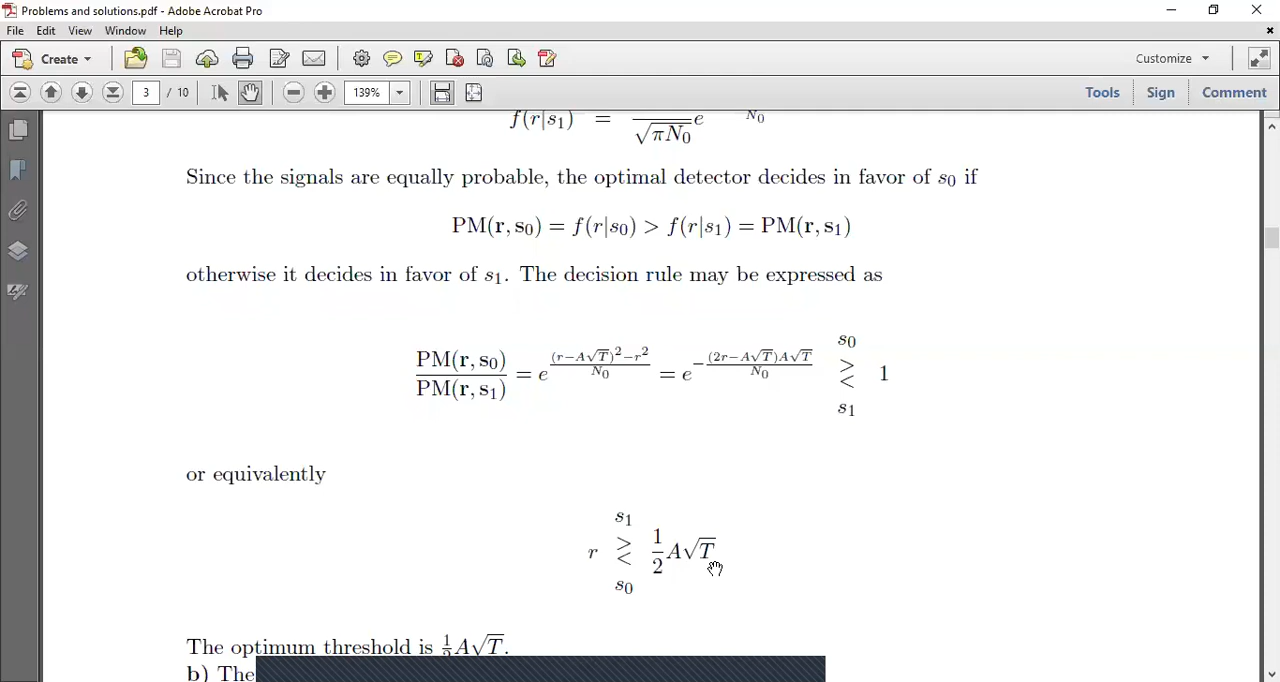 Problems and solutions.pdf - Adobe Acrobat Pro
File Edit View Window Help
Create Customize
3 / 10 139% Tools Sign Comment
f(r|s₁) = ――/√(πN₀) e N₀
Since the signals are equally probable, the optimal detector decides in favor of s₀ if
PM(r, s₀) = f(r|s₀) > f(r|s₁) = PM(r, s₁)
otherwise it decides in favor of s₁. The decision rule may be expressed as
s₀
PM(r, s₀)/PM(r, s₁) = e^((r−A√T)²−r²)/N₀ = e^−((2r−A√T)A√T)/N₀ > < 1
s₁
or equivalently
s₁
r > < 1/2 A√T
s₀
The optimum threshold is ½A√T.
b) The